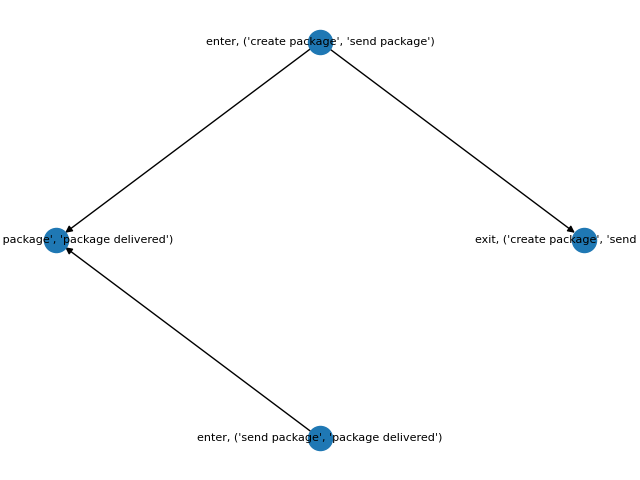 enter, ('create package', 'send package')
package', 'package delivered')
exit, ('create package', 'send
enter, ('send package', 'package delivered')